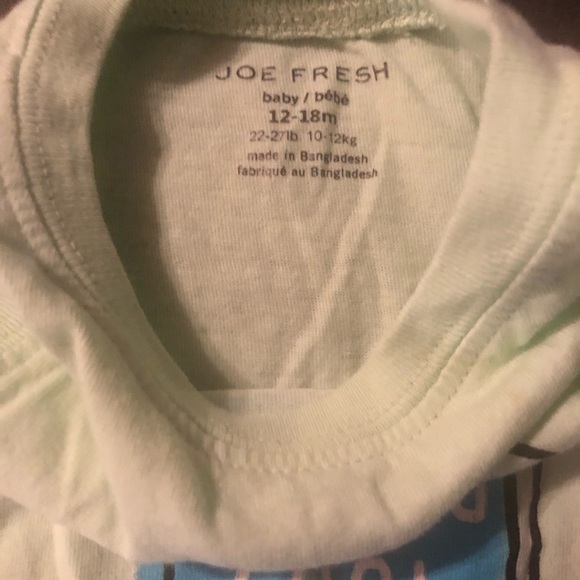 JOE FRESH
baby / bébé
12-18m
22-27lb 10-12kg
made in Bangladesh
fabriqué au Bangladesh